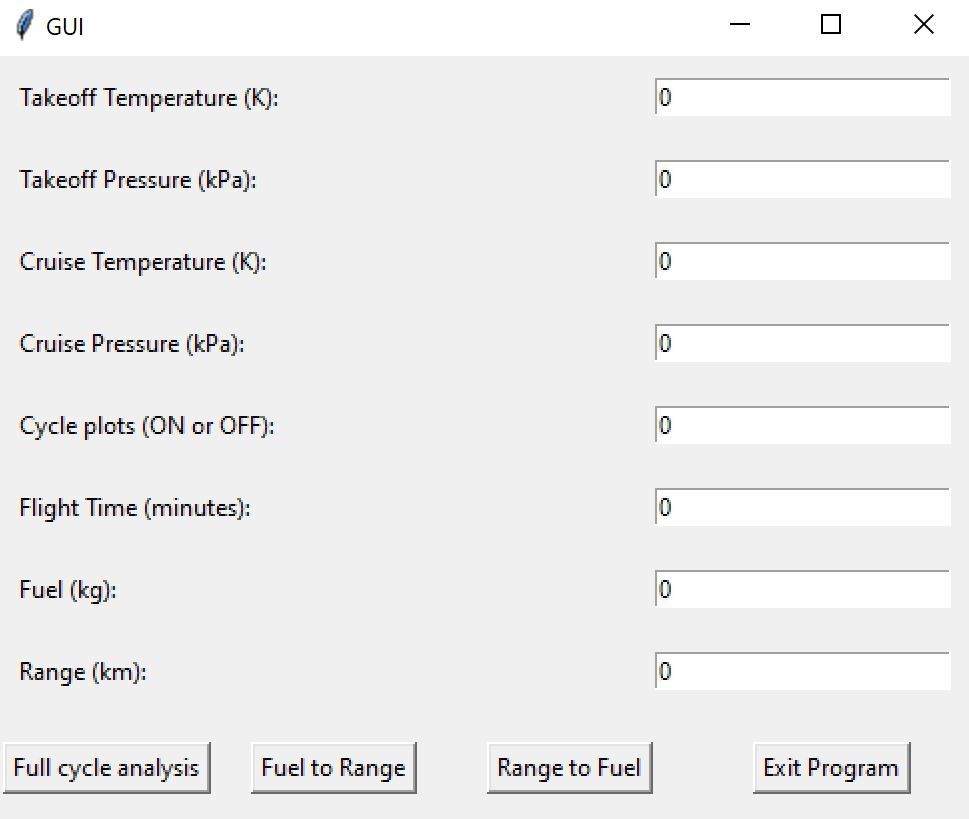 GUI
Takeoff Temperature (K): 0
Takeoff Pressure (kPa): 0
Cruise Temperature (K): 0
Cruise Pressure (kPa): 0
Cycle plots (ON or OFF): 0
Flight Time (minutes): 0
Fuel (kg): 0
Range (km): 0
Full cycle analysis Fuel to Range Range to Fuel Exit Program